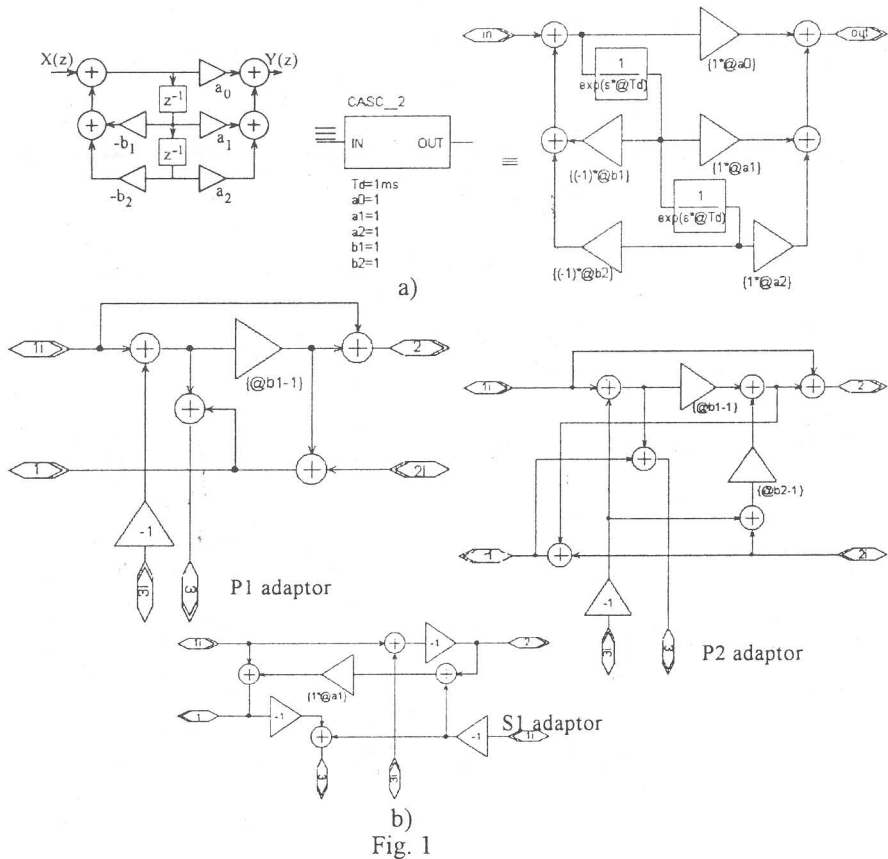 X(z)
Y(z)
a0
z-1
-b1
a1
z-1
-b2
a2
CASC__2
IN OUT
Td=1ms
a0=1
a1=1
a2=1
b1=1
b2=1
≡
in
out
{1*@a0}
1
exp(s*@Td)
{(-1)*@b1}
{1*@a1}
1
exp(s*@Td)
{(-1)*@b2}
{1*@a2}
a)
1i
2
{@b1-1}
1
2i
-1
3i
3
P1 adaptor
1i
2
{@b1-1}
{@b2-1}
-1
2i
-1
3i
3
P2 adaptor
1i
-1
2
{1*@a1}
1
-1
-1
1i
3
3i
S1 adaptor
b)
Fig. 1